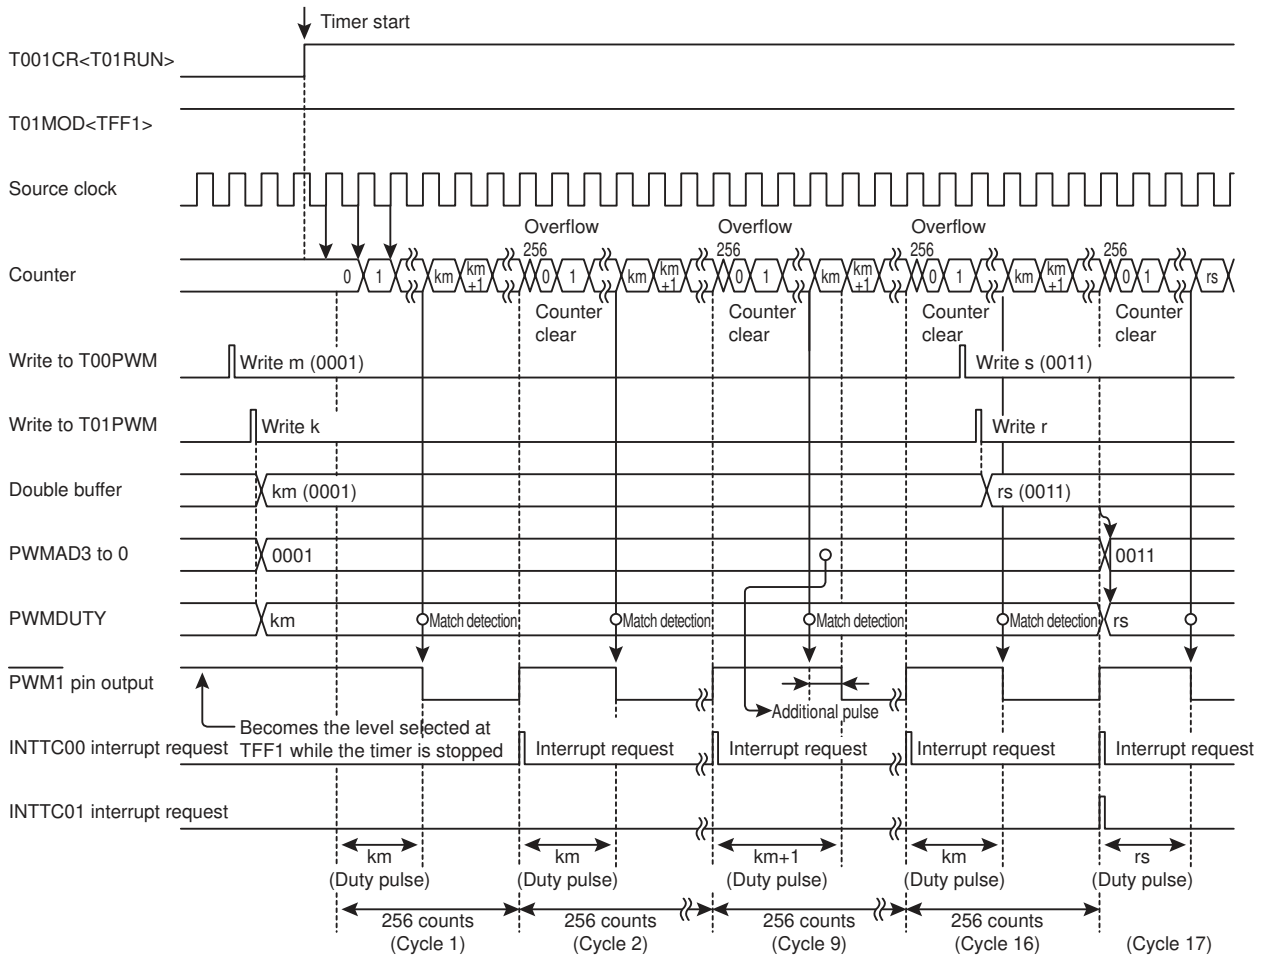 Timer start
T001CR<T01RUN>
T01MOD<TFF1>
Source clock
Overflow Overflow Overflow
256 256 256 256
Counter 0 1 km km +1 0 1 km km +1 0 1 km km +1 0 1 km km +1 0 1 rs
Counter clear Counter clear Counter clear Counter clear
Write to T00PWM Write m (0001) Write s (0011)
Write to T01PWM Write k Write r
Double buffer km (0001) rs (0011)
PWMAD3 to 0 0001 0011
PWMDUTY km Match detection Match detection Match detection Match detection rs
PWM1 pin output
Additional pulse
Becomes the level selected at
TFF1 while the timer is stopped
INTTC00 interrupt request Interrupt request Interrupt request Interrupt request Interrupt request
INTTC01 interrupt request
km km km+1 km rs
(Duty pulse) (Duty pulse) (Duty pulse) (Duty pulse) (Duty pulse)
256 counts 256 counts 256 counts 256 counts
(Cycle 1) (Cycle 2) (Cycle 9) (Cycle 16) (Cycle 17)